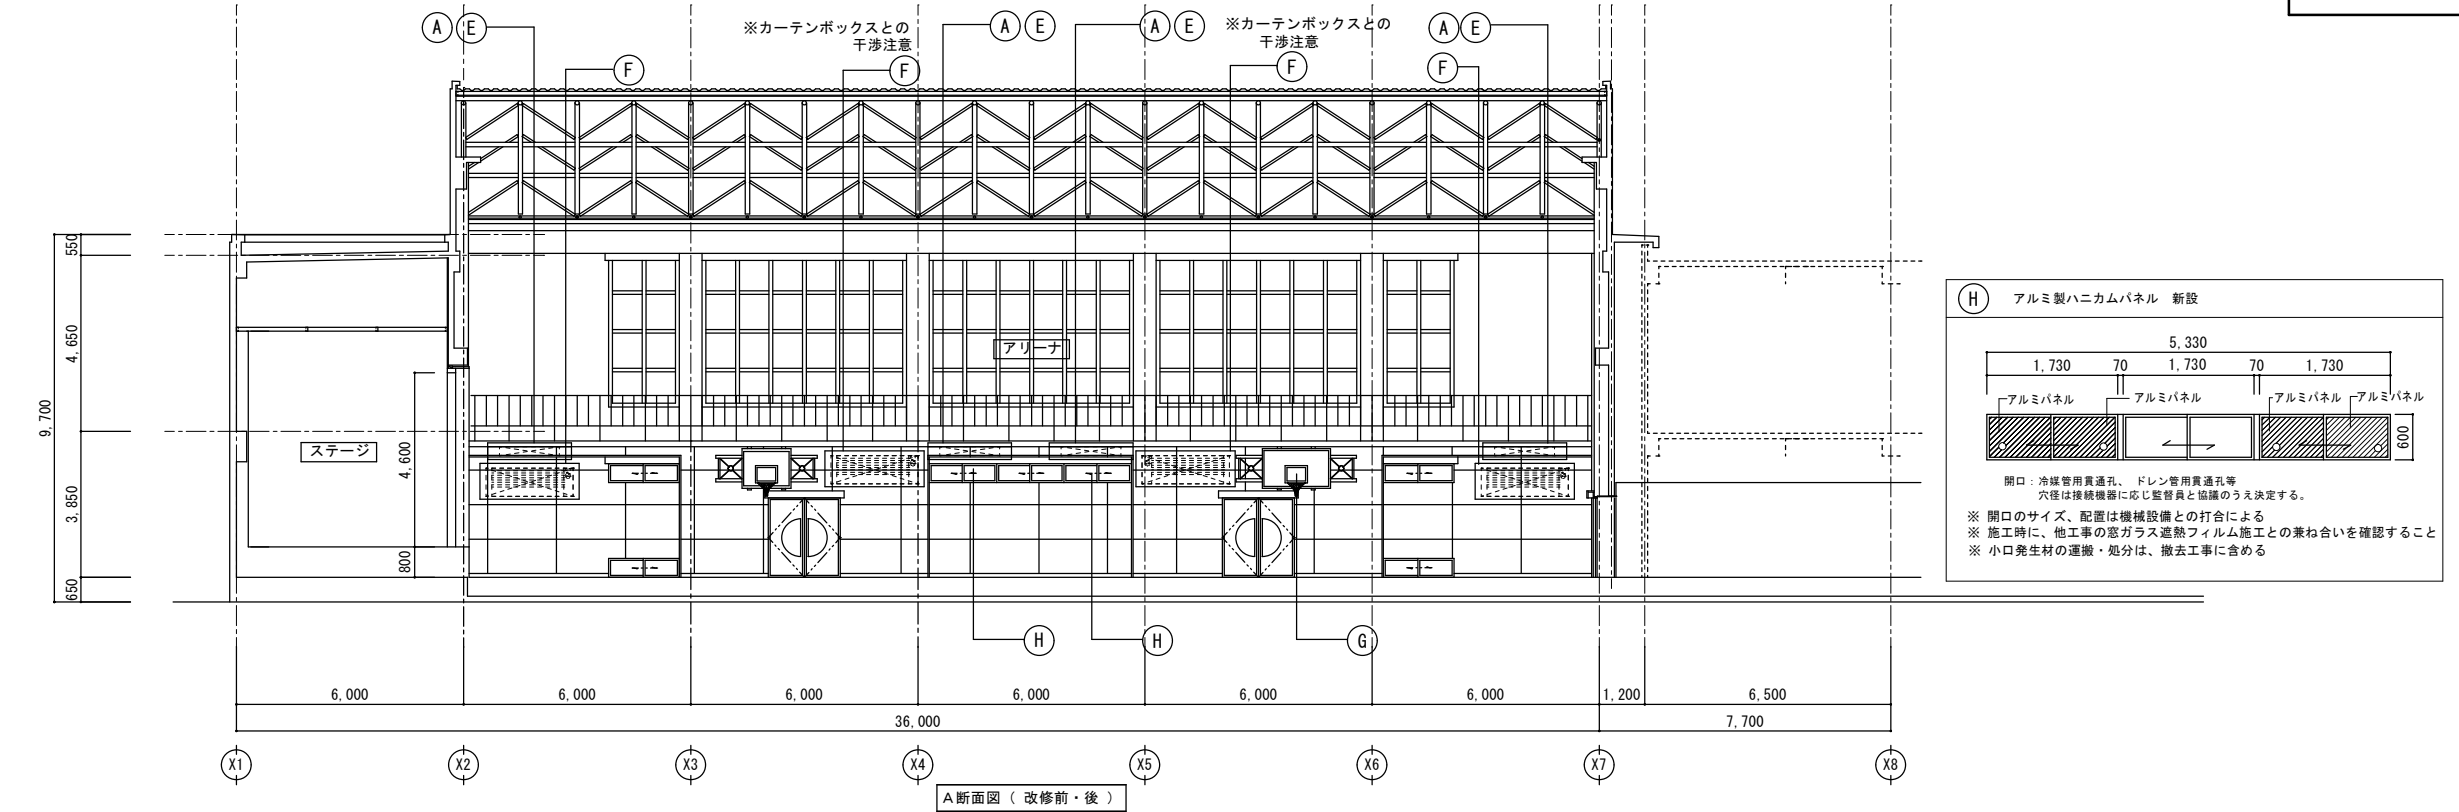 A E
※カーテンボックスとの
干渉注意
A E
A E
※カーテンボックスとの
干渉注意
A E
F
F
F
F
550
4,650
9,700
3,850
650
4,600
800
ステージ
アリーナ
H アルミ製ハニカムパネル 新設
5,330
1,730 70 1,730 70 1,730
アルミパネル アルミパネル アルミパネル アルミパネル
600
開口：冷媒管用貫通孔、 ドレン管用貫通孔等
穴径は接続機器に応じ監督員と協議のうえ決定する。
※ 開口のサイズ、配置は機械設備との打合による
※ 施工時に、他工事の窓ガラス遮熱フィルム施工との兼ね合いを確認すること
※ 小口発生材の運搬・処分は、撤去工事に含める
H H G
6,000 6,000 6,000 6,000 6,000 6,000 1,200 6,500
36,000 7,700
X1 X2 X3 X4 X5 X6 X7 X8
A断面図（ 改修前・後 ）